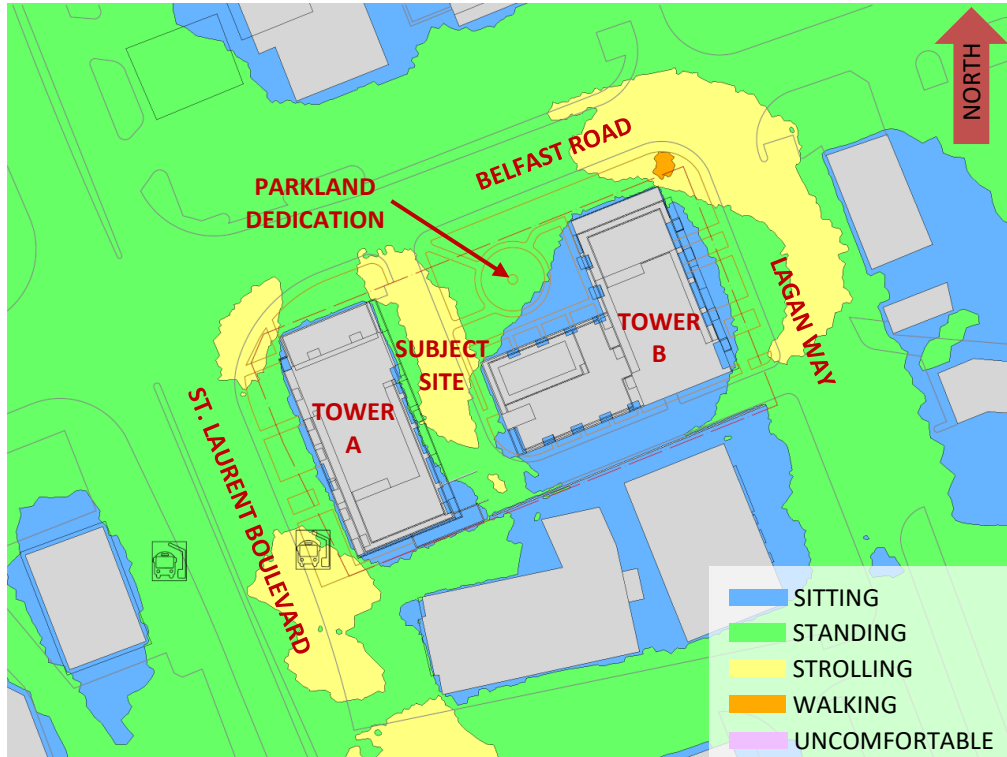 NORTH
BELFAST ROAD
PARKLAND
DEDICATION
LAGAN WAY
SUBJECT
SITE
TOWER
B
TOWER
A
ST. LAURENT BOULEVARD
SITTING
STANDING
STROLLING
WALKING
UNCOMFORTABLE